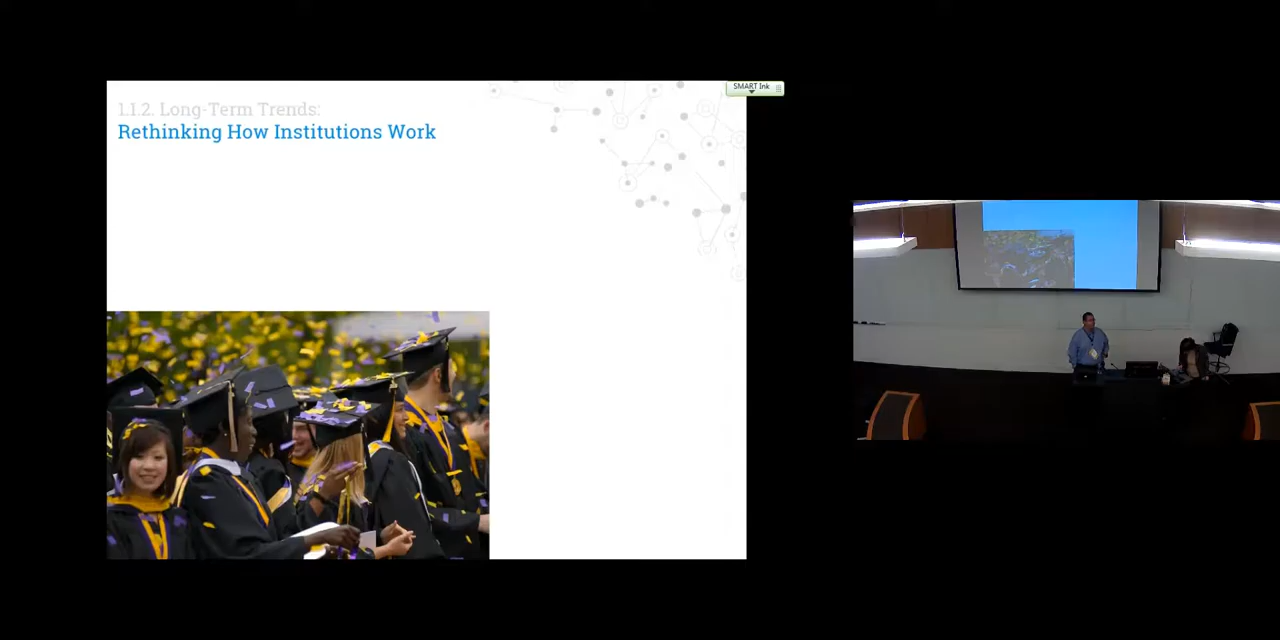 1.1.2. Long-Term Trends:
Rethinking How Institutions Work
SMART Ink